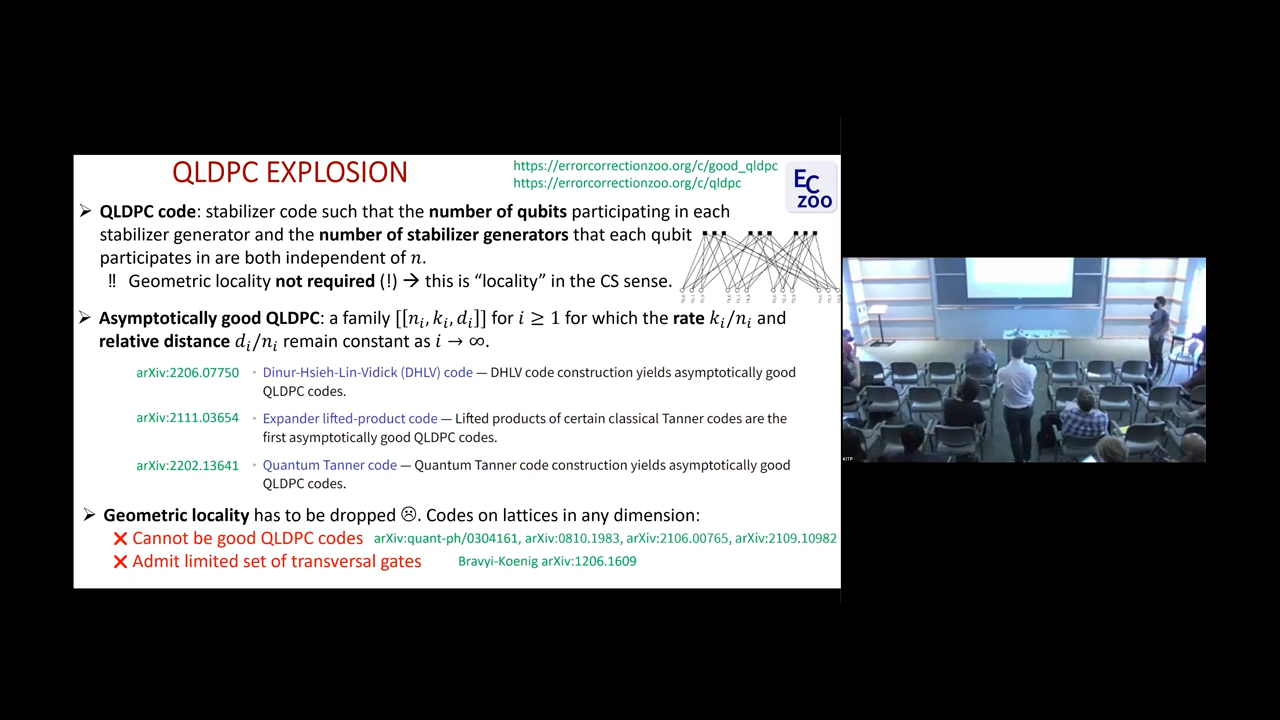 QLDPC EXPLOSION
https://errorcorrectionzoo.org/c/good_qldpc
https://errorcorrectionzoo.org/c/qldpc
EC
zoo
➢ QLDPC code: stabilizer code such that the number of qubits participating in each
stabilizer generator and the number of stabilizer generators that each qubit
participates in are both independent of n.
‼ Geometric locality not required (!) → this is “locality” in the CS sense.
➢ Asymptotically good QLDPC: a family [[n_i, k_i, d_i]] for i ≥ 1 for which the rate k_i/n_i and
relative distance d_i/n_i remain constant as i → ∞.
arXiv:2206.07750 • Dinur-Hsieh-Lin-Vidick (DHLV) code — DHLV code construction yields asymptotically good
QLDPC codes.
arXiv:2111.03654 • Expander lifted-product code — Lifted products of certain classical Tanner codes are the
first asymptotically good QLDPC codes.
arXiv:2202.13641 • Quantum Tanner code — Quantum Tanner code construction yields asymptotically good
QLDPC codes.
➢ Geometric locality has to be dropped ☹. Codes on lattices in any dimension:
❌ Cannot be good QLDPC codes arXiv:quant-ph/0304161, arXiv:0810.1983, arXiv:2106.00765, arXiv:2109.10982
❌ Admit limited set of transversal gates Bravyi-Koenig arXiv:1206.1609
KITP